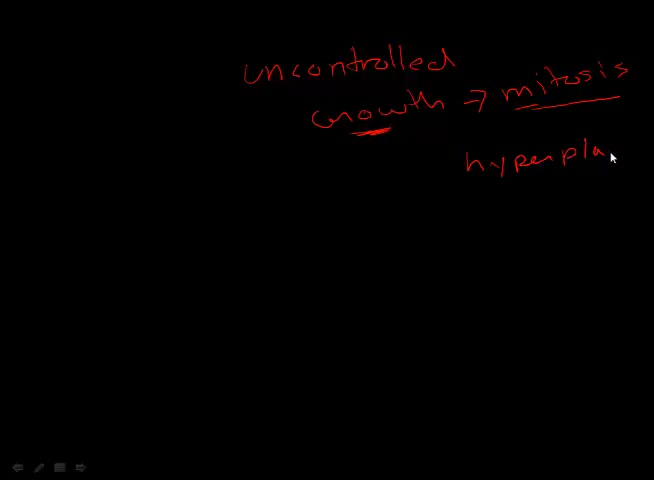 uncontrolled
growth → mitosis
hyperpla